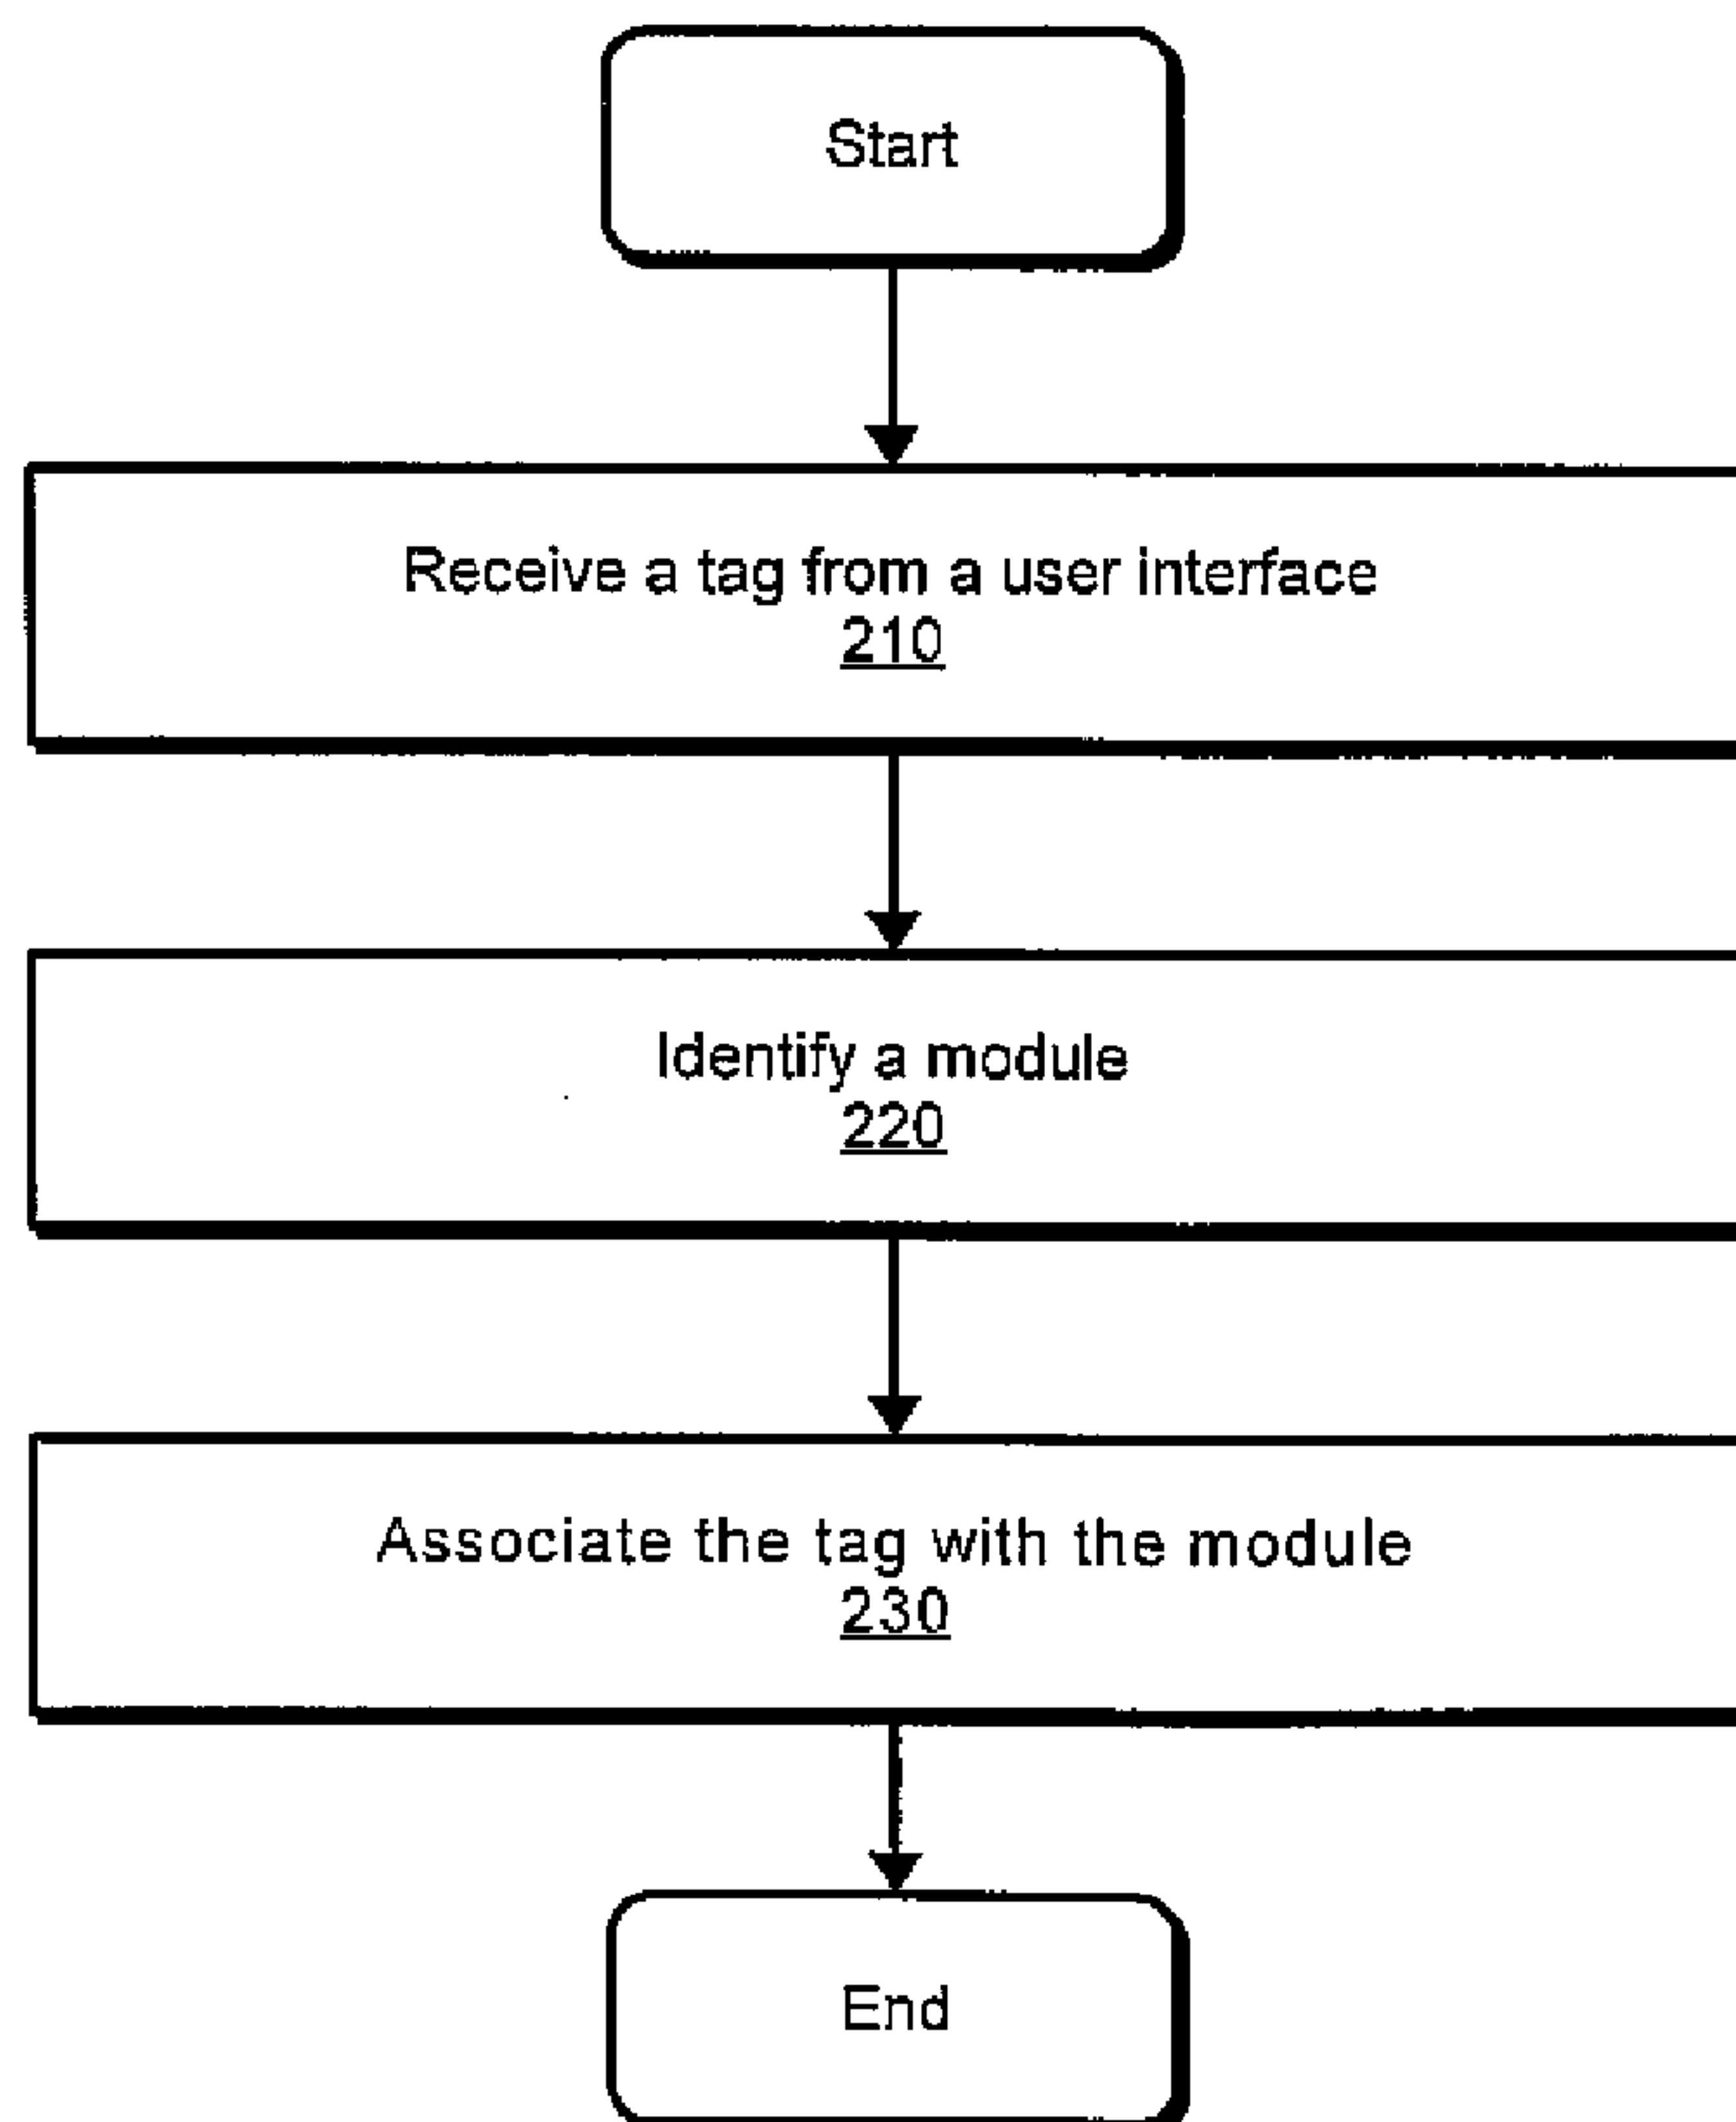 Start
Receive a tag from a user interface
210
Identify a module
220
Associate the tag with the module
230
End